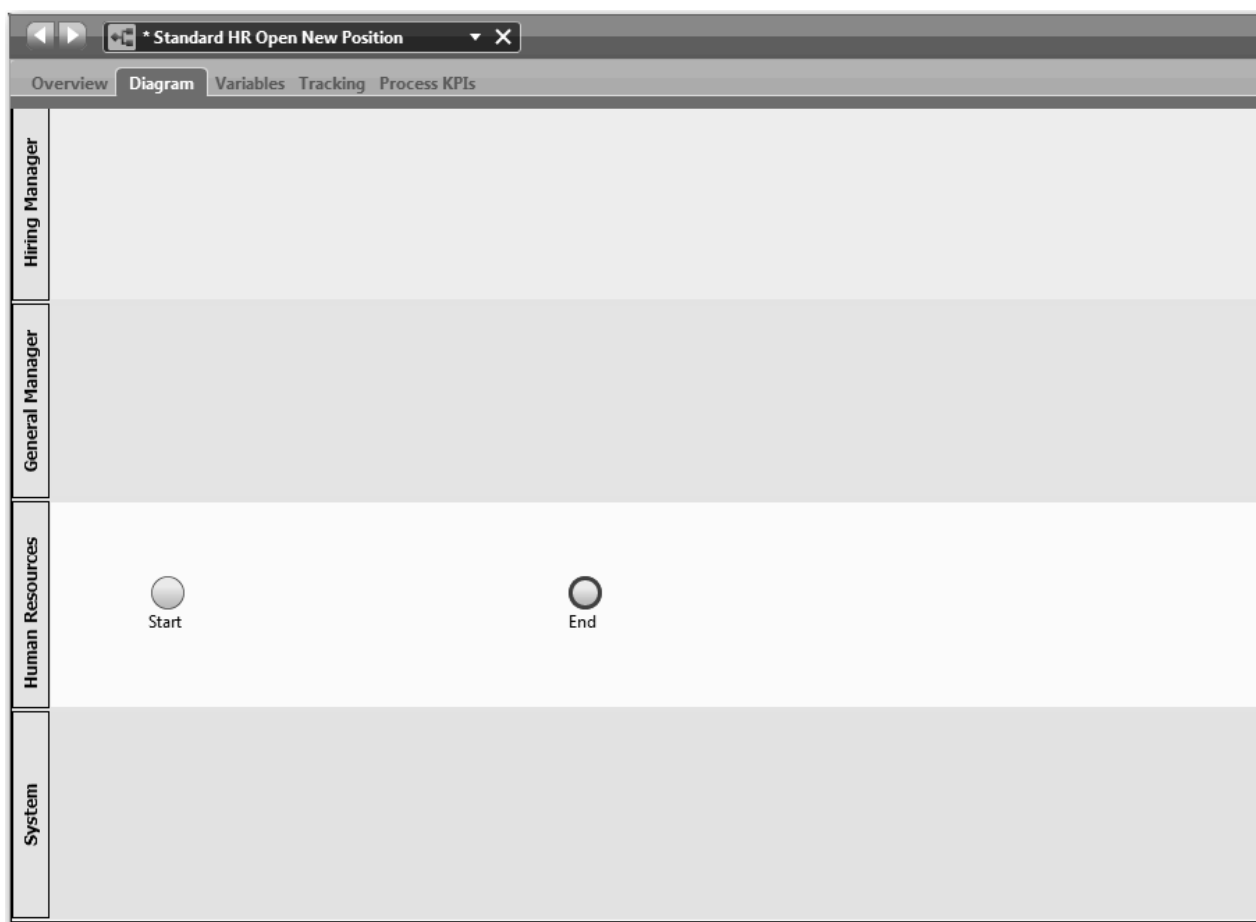 * Standard HR Open New Position
Overview Diagram Variables Tracking Process KPIs
Hiring Manager
General Manager
Human Resources
Start End
System